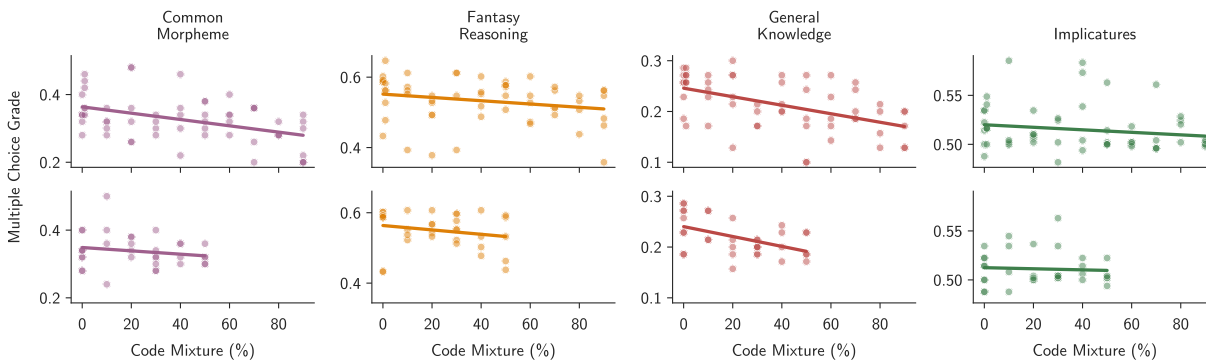 Common
Morpheme
Fantasy
Reasoning
General
Knowledge
Implicatures
Multiple Choice Grade
0.4
0.2
0.6
0.4
0.3
0.2
0.1
0.55
0.50
0.4
0.2
0.6
0.4
0.3
0.2
0.1
0.55
0.50
0 20 40 60 80
0 20 40 60 80
0 20 40 60 80
0 20 40 60 80
Code Mixture (%)
Code Mixture (%)
Code Mixture (%)
Code Mixture (%)